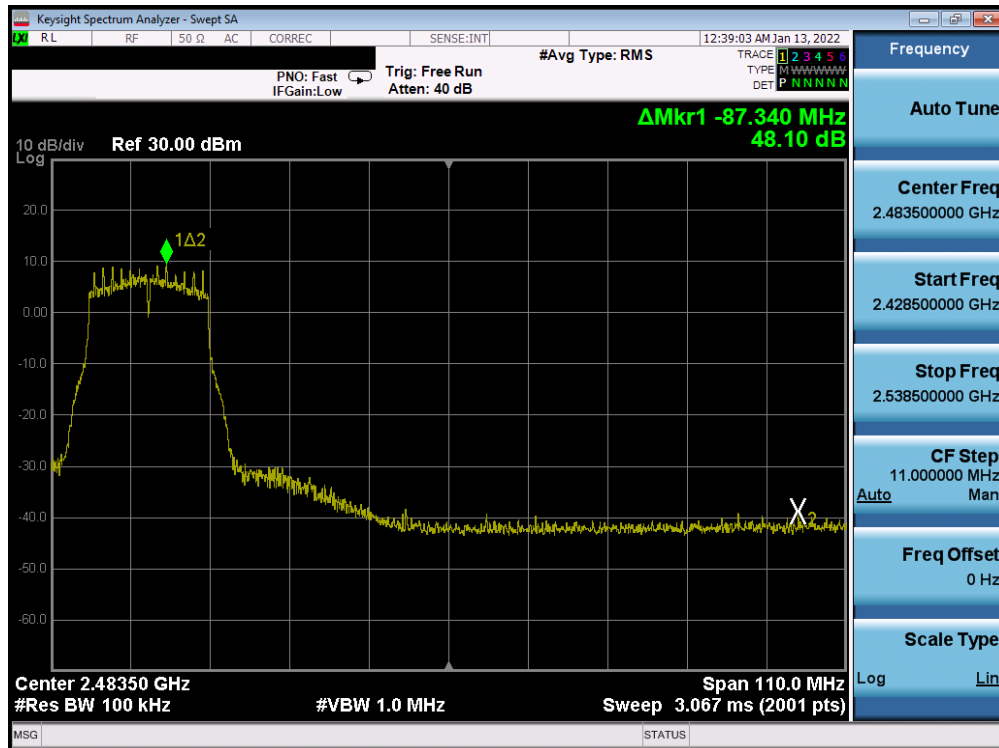 Keysight Spectrum Analyzer - Swept SA
LXI RL RF 50 Ω AC CORREC SENSE:INT 12:39:03 AM Jan 13, 2022
#Avg Type: RMS TRACE 1 2 3 4 5 6
PNO: Fast Trig: Free Run TYPE M WWWWW
IFGain:Low Atten: 40 dB DET P N N N N N
ΔMkr1 -87.340 MHz
48.10 dB
10 dB/div Ref 30.00 dBm
Log
20.0
1Δ2
10.0
0.00
-10.0
-20.0
-30.0
-40.0
X2
-50.0
-60.0
Center 2.48350 GHz Span 110.0 MHz
#Res BW 100 kHz #VBW 1.0 MHz Sweep 3.067 ms (2001 pts)
MSG STATUS
Frequency
Auto Tune
Center Freq
2.483500000 GHz
Start Freq
2.428500000 GHz
Stop Freq
2.538500000 GHz
CF Step
11.000000 MHz
Auto Man
Freq Offset
0 Hz
Scale Type
Log Lin